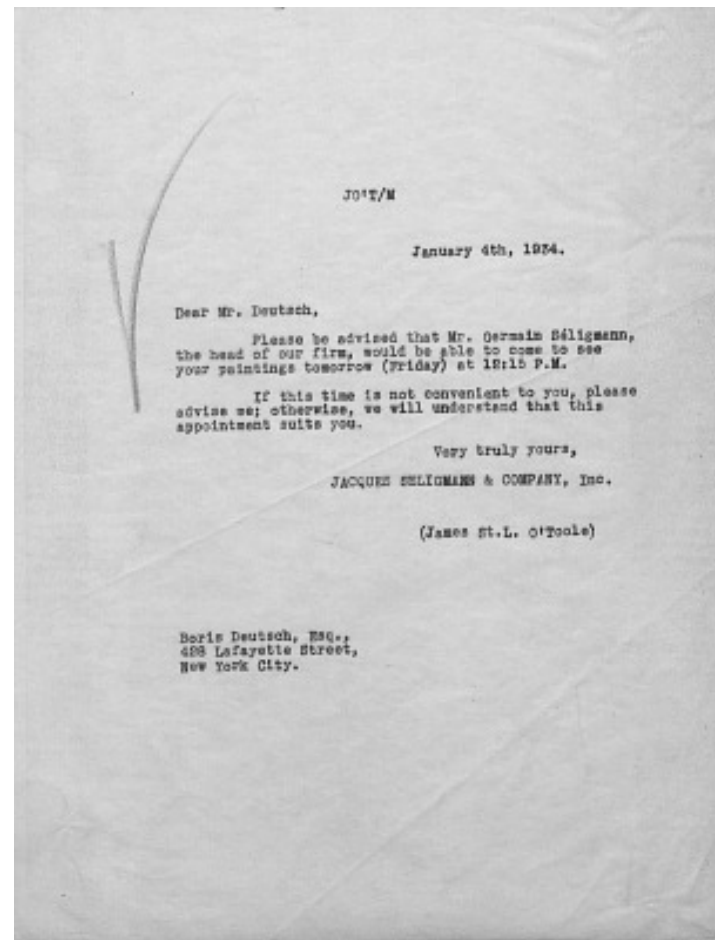 JO'T/M
January 4th, 1934.
Dear Mr. Deutsch,
Please be advised that Mr. Germain Séligmann,
the head of our firm, would be able to come to see
your paintings tomorrow (Friday) at 12:15 P.M.
If this time is not convenient to you, please
advise me; otherwise, we will understand that this
appointment suits you.
Very truly yours,
JACQUES SELIGMANN & COMPANY, Inc.
(James St.L. O'Toole)
Boris Deutsch, Esq.,
428 Lafayette Street,
New York City.